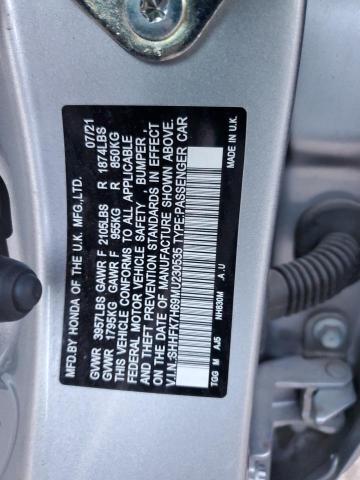 MFD.BY HONDA OF THE U.K. MFG.,LTD. 07/21
GVWR 3957LBS GAWR F 2105LBS R 1874LBS
GVWR 1795KG GAWR F 955KG R 850KG
THIS VEHICLE CONFORMS TO ALL APPLICABLE
FEDERAL MOTOR VEHICLE SAFETY , BUMPER ,
& THEFT PREVENTION STANDARDS IN EFFECT
ON THE DATE OF MANUFACTURE SHOWN ABOVE.
V.I.N.:SHHFK7H69MU230535 TYPE:PASSENGER CAR
TGG M AJ5 NH830M A.U MADE IN U.K.